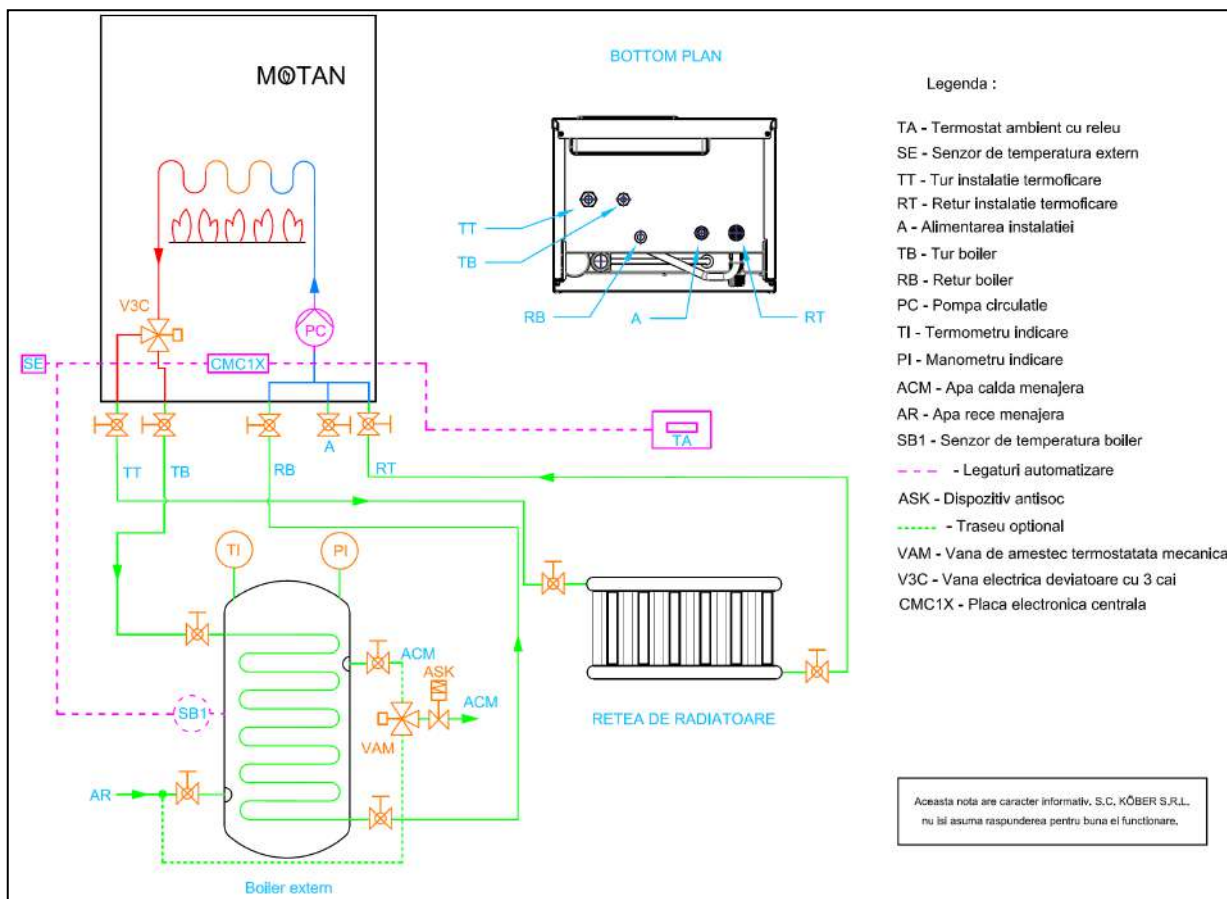 MOTAN
V3C
PC
SE
CMC1X
TA
TT
TB
RB
A
RT
BOTTOM PLAN
TT
TB
RB
A
RT
TI
PI
ACM
ASK
ACM
SB1
VAM
AR
Boiler extern
RETEA DE RADIATOARE
Legenda :
TA - Termostat ambient cu releu
SE - Senzor de temperatura extern
TT - Tur instalatie termoficare
RT - Retur instalatie termoficare
A - Alimentarea instalatiei
TB - Tur boiler
RB - Retur boiler
PC - Pompa circulatie
TI - Termometru indicare
PI - Manometru indicare
ACM - Apa calda menajera
AR - Apa rece menajera
SB1 - Senzor de temperatura boiler
- Legaturi automatizare
ASK - Dispozitiv antisoc
- Traseu optional
VAM - Vana de amestec termostatata mecanica
V3C - Vana electrica deviatoare cu 3 cai
CMC1X - Placa electronica centrala
Aceasta nota are caracter informativ. S.C. KÖBER S.R.L.
nu isi asuma raspunderea pentru buna ei functionare.